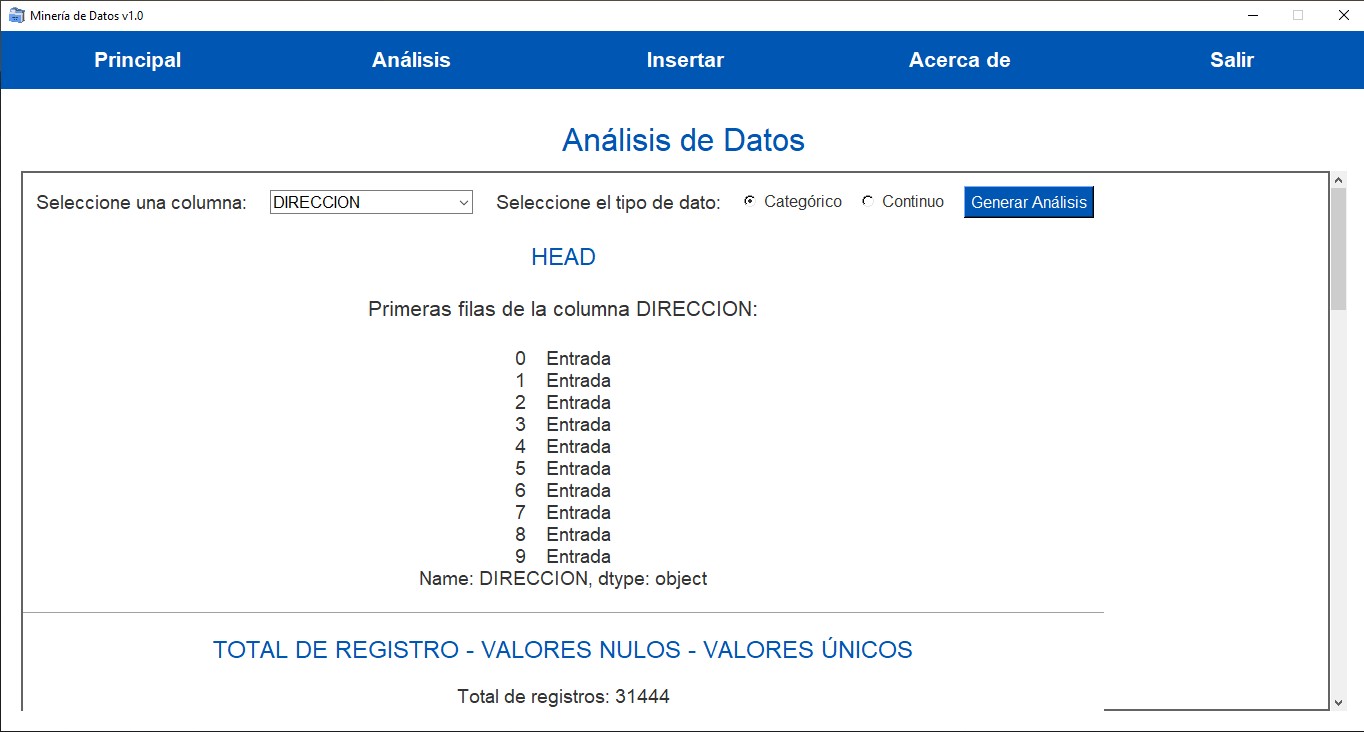 Minería de Datos v1.0
Principal Análisis Insertar Acerca de Salir
Análisis de Datos
Seleccione una columna: DIRECCION Seleccione el tipo de dato: Categórico Continuo Generar Análisis
HEAD
Primeras filas de la columna DIRECCION:
0 Entrada
1 Entrada
2 Entrada
3 Entrada
4 Entrada
5 Entrada
6 Entrada
7 Entrada
8 Entrada
9 Entrada
Name: DIRECCION, dtype: object
TOTAL DE REGISTRO - VALORES NULOS - VALORES ÚNICOS
Total de registros: 31444